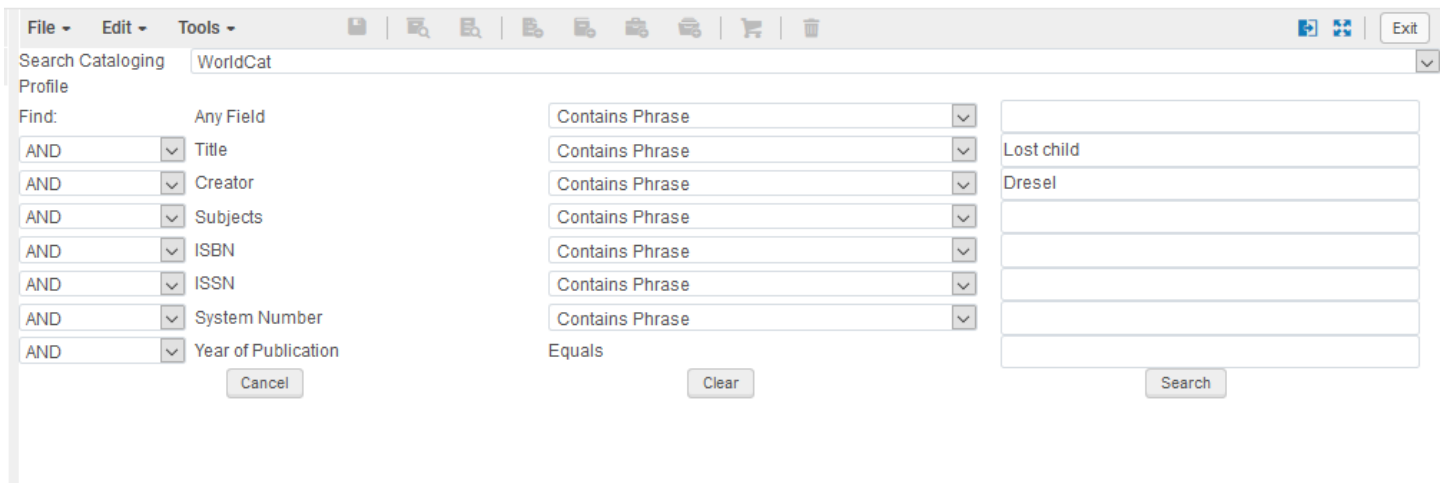 File Edit Tools Exit
Search Cataloging Profile WorldCat
Find: Any Field Contains Phrase
AND Title Contains Phrase Lost child
AND Creator Contains Phrase Dresel
AND Subjects Contains Phrase
AND ISBN Contains Phrase
AND ISSN Contains Phrase
AND System Number Contains Phrase
AND Year of Publication Equals
Cancel Clear Search